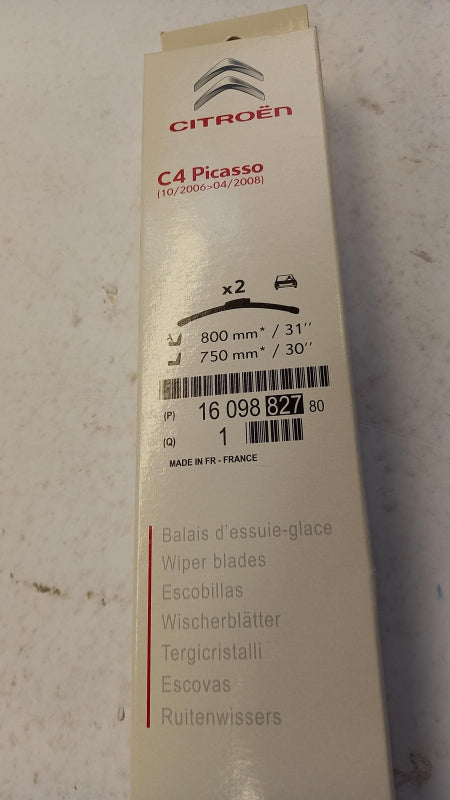 CITROËN
C4 Picasso
(10/2006>04/2008)
x2
800 mm* / 31''
750 mm* / 30''
(P) 16 098 827 80
(Q) 1
MADE IN FR - FRANCE
Balais d'essuie-glace
Wiper blades
Escobillas
Wischerblätter
Tergicristalli
Escovas
Ruitenwissers